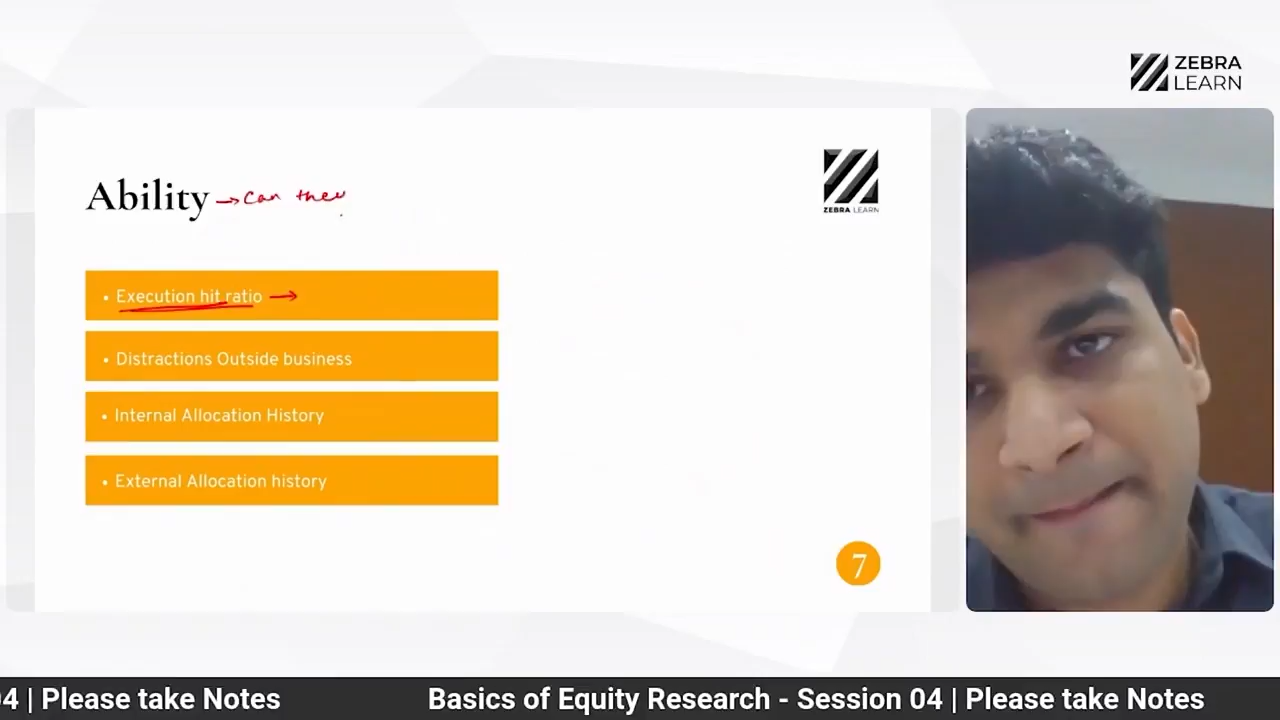 ZEBRA
LEARN
Ability → Can they
ZEBRA LEARN
• Execution hit ratio →
• Distractions Outside business
• Internal Allocation History
• External Allocation history
7
04 | Please take Notes
Basics of Equity Research - Session 04 | Please take Notes